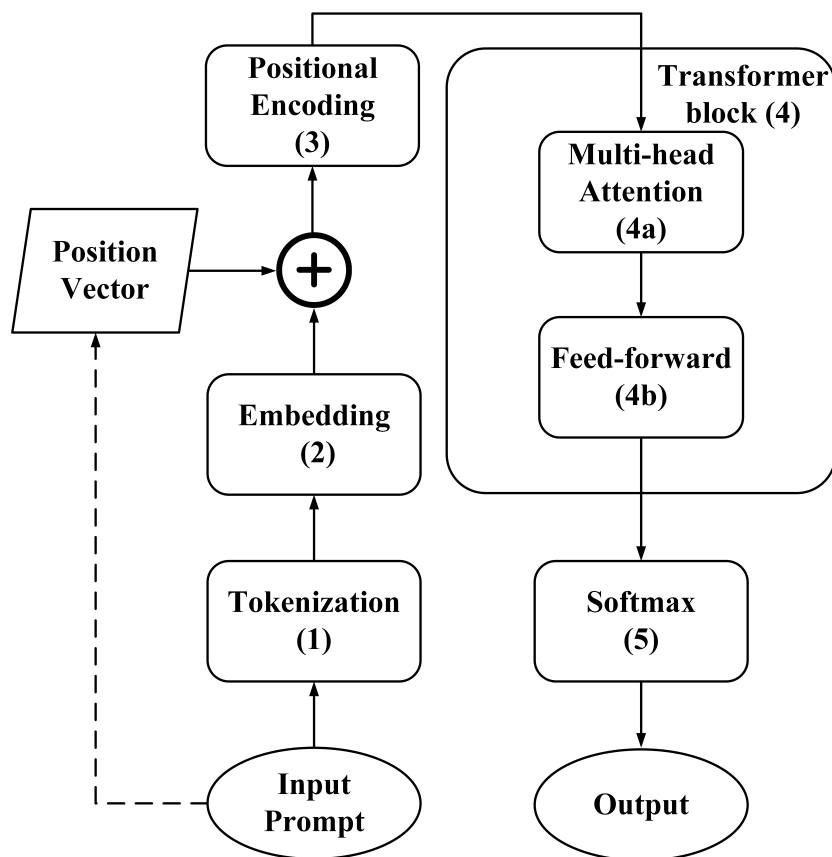 Positional
Encoding
(3)
Transformer
block (4)
Multi-head
Attention
(4a)
Position
Vector
+
Feed-forward
(4b)
Embedding
(2)
Tokenization
(1)
Softmax
(5)
Input
Prompt
Output